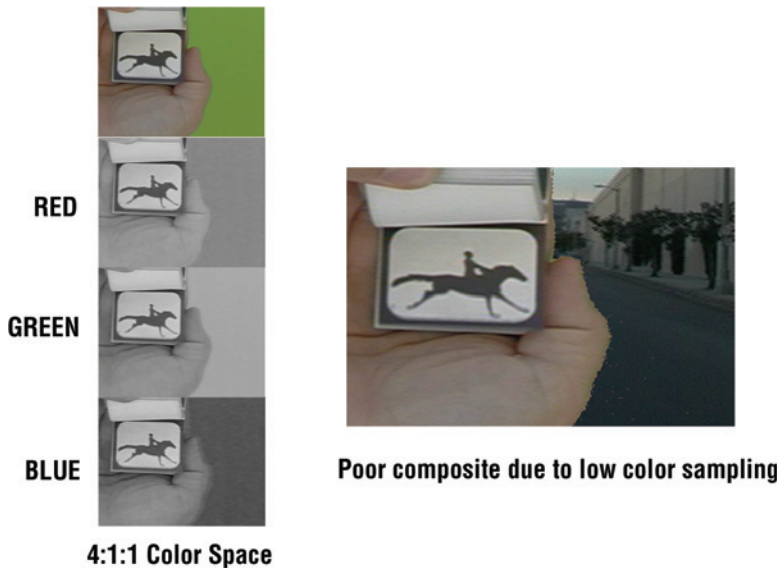 RED
GREEN
BLUE
4:1:1 Color Space
Poor composite due to low color sampling